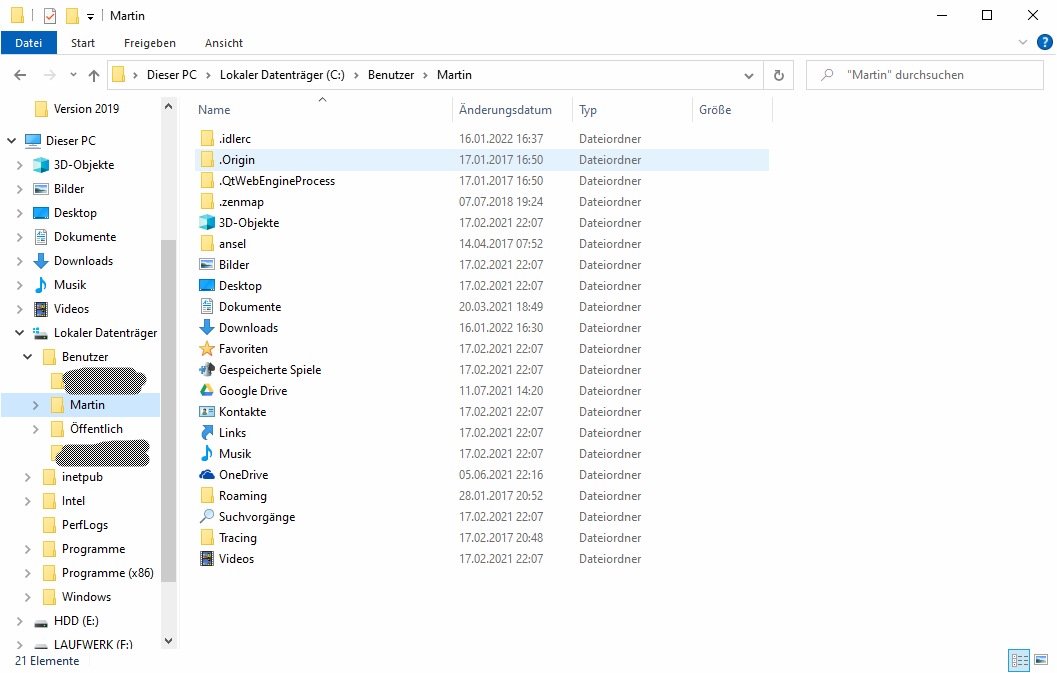 Martin
Datei Start Freigeben Ansicht
Dieser PC Lokaler Datenträger (C:) Benutzer Martin
"Martin" durchsuchen
Version 2019
Dieser PC
3D-Objekte
Bilder
Desktop
Dokumente
Downloads
Musik
Videos
Lokaler Datenträger
Benutzer
Martin
Öffentlich
inetpub
Intel
PerfLogs
Programme
Programme (x86)
Windows
HDD (E:)
LAUFWERK (F:)
Name Änderungsdatum Typ Größe
.idlerc 16.01.2022 16:37 Dateiordner
.Origin 17.01.2017 16:50 Dateiordner
.QtWebEngineProcess 17.01.2017 16:50 Dateiordner
.zenmap 07.07.2018 19:24 Dateiordner
3D-Objekte 17.02.2021 22:07 Dateiordner
ansel 14.04.2017 07:52 Dateiordner
Bilder 17.02.2021 22:07 Dateiordner
Desktop 17.02.2021 22:07 Dateiordner
Dokumente 20.03.2021 18:49 Dateiordner
Downloads 16.01.2022 16:30 Dateiordner
Favoriten 17.02.2021 22:07 Dateiordner
Gespeicherte Spiele 17.02.2021 22:07 Dateiordner
Google Drive 11.07.2021 14:20 Dateiordner
Kontakte 17.02.2021 22:07 Dateiordner
Links 17.02.2021 22:07 Dateiordner
Musik 17.02.2021 22:07 Dateiordner
OneDrive 05.06.2021 22:16 Dateiordner
Roaming 28.01.2017 20:52 Dateiordner
Suchvorgänge 17.02.2021 22:07 Dateiordner
Tracing 17.02.2017 20:48 Dateiordner
Videos 17.02.2021 22:07 Dateiordner
21 Elemente